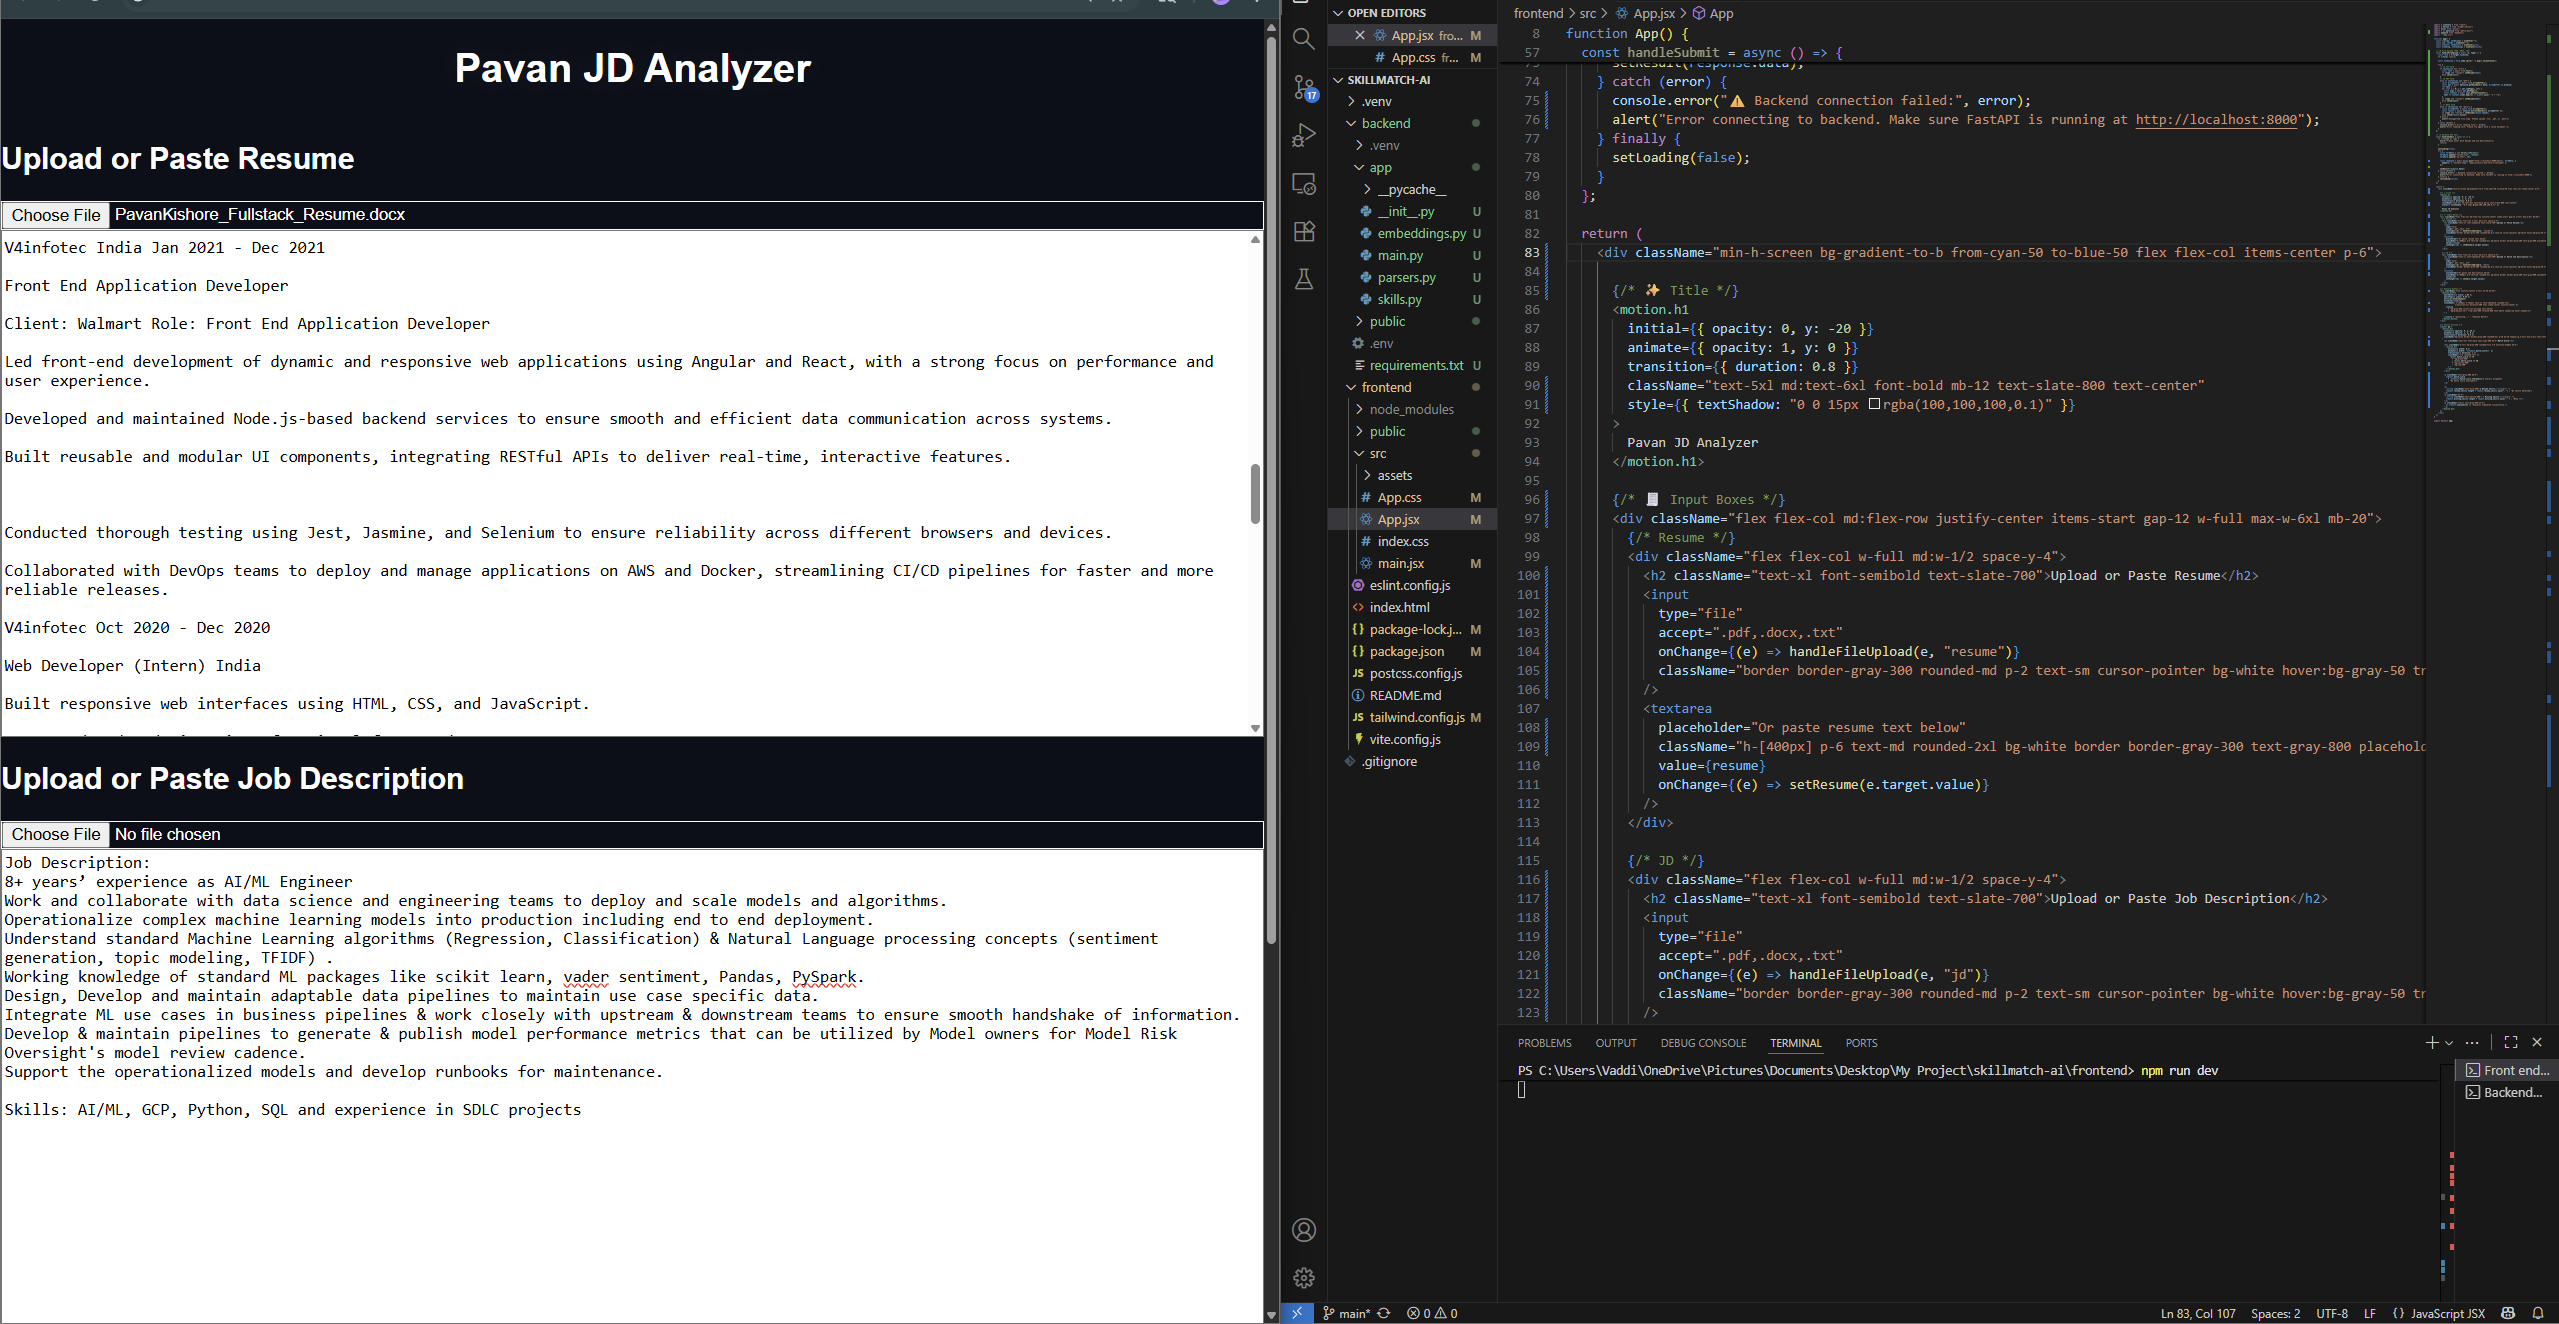 Pavan JD Analyzer
Upload or Paste Resume
Choose File PavanKishore_Fullstack_Resume.docx
V4infotec India Jan 2021 - Dec 2021
Front End Application Developer
Client: Walmart Role: Front End Application Developer
Led front-end development of dynamic and responsive web applications using Angular and React, with a strong focus on performance and
user experience.
Developed and maintained Node.js-based backend services to ensure smooth and efficient data communication across systems.
Built reusable and modular UI components, integrating RESTful APIs to deliver real-time, interactive features.
Conducted thorough testing using Jest, Jasmine, and Selenium to ensure reliability across different browsers and devices.
Collaborated with DevOps teams to deploy and manage applications on AWS and Docker, streamlining CI/CD pipelines for faster and more
reliable releases.
V4infotec Oct 2020 - Dec 2020
Web Developer (Intern) India
Built responsive web interfaces using HTML, CSS, and JavaScript.
Upload or Paste Job Description
Choose File No file chosen
Job Description:
8+ years’ experience as AI/ML Engineer
Work and collaborate with data science and engineering teams to deploy and scale models and algorithms.
Operationalize complex machine learning models into production including end to end deployment.
Understand standard Machine Learning algorithms (Regression, Classification) & Natural Language processing concepts (sentiment
generation, topic modeling, TFIDF) .
Working knowledge of standard ML packages like scikit learn, vader sentiment, Pandas, PySpark.
Design, Develop and maintain adaptable data pipelines to maintain use case specific data.
Integrate ML use cases in business pipelines & work closely with upstream & downstream teams to ensure smooth handshake of information.
Develop & maintain pipelines to generate & publish model performance metrics that can be utilized by Model owners for Model Risk
Oversight's model review cadence.
Support the operationalized models and develop runbooks for maintenance.
Skills: AI/ML, GCP, Python, SQL and experience in SDLC projects
17
OPEN EDITORS
App.jsx fro... M
App.css fr... M
SKILLMATCH-AI
.venv
backend
.venv
app
__pycache__
__init__.py U
embeddings.py U
main.py U
parsers.py U
skills.py U
public
.env
requirements.txt U
frontend
node_modules
public
src
assets
App.css M
App.jsx M
index.css
main.jsx M
eslint.config.js
index.html
package-lock.j... M
package.json M
postcss.config.js
README.md
tailwind.config.js M
vite.config.js
.gitignore
frontend > src > App.jsx > App
8 function App() {
57 const handleSubmit = async () => {
73 setResult(response.data);
74 } catch (error) {
75 console.error("⚠️ Backend connection failed:", error);
76 alert("Error connecting to backend. Make sure FastAPI is running at http://localhost:8000");
77 } finally {
78 setLoading(false);
79 }
80 };
81
82 return (
83 <div className="min-h-screen bg-gradient-to-b from-cyan-50 to-blue-50 flex flex-col items-center p-6">
84
85 {/* ✨ Title */}
86 <motion.h1
87 initial={{ opacity: 0, y: -20 }}
88 animate={{ opacity: 1, y: 0 }}
89 transition={{ duration: 0.8 }}
90 className="text-5xl md:text-6xl font-bold mb-12 text-slate-800 text-center"
91 style={{ textShadow: "0 0 15px rgba(100,100,100,0.1)" }}
92 >
93 Pavan JD Analyzer
94 </motion.h1>
95
96 {/* 🧾 Input Boxes */}
97 <div className="flex flex-col md:flex-row justify-center items-start gap-12 w-full max-w-6xl mb-20">
98 {/* Resume */}
99 <div className="flex flex-col w-full md:w-1/2 space-y-4">
100 <h2 className="text-xl font-semibold text-slate-700">Upload or Paste Resume</h2>
101 <input
102 type="file"
103 accept=".pdf,.docx,.txt"
104 onChange={(e) => handleFileUpload(e, "resume")}
105 className="border border-gray-300 rounded-md p-2 text-sm cursor-pointer bg-white hover:bg-gray-50 tr
106 />
107 <textarea
108 placeholder="Or paste resume text below"
109 className="h-[400px] p-6 text-md rounded-2xl bg-white border border-gray-300 text-gray-800 placehold
110 value={resume}
111 onChange={(e) => setResume(e.target.value)}
112 />
113 </div>
114
115 {/* JD */}
116 <div className="flex flex-col w-full md:w-1/2 space-y-4">
117 <h2 className="text-xl font-semibold text-slate-700">Upload or Paste Job Description</h2>
118 <input
119 type="file"
120 accept=".pdf,.docx,.txt"
121 onChange={(e) => handleFileUpload(e, "jd")}
122 className="border border-gray-300 rounded-md p-2 text-sm cursor-pointer bg-white hover:bg-gray-50 tr
123 />
PROBLEMS OUTPUT DEBUG CONSOLE TERMINAL PORTS
PS C:\Users\Vaddi\OneDrive\Pictures\Documents\Desktop\My Project\skillmatch-ai\frontend> npm run dev
Front end...
Backend...
main* 0 0 Ln 83, Col 107 Spaces: 2 UTF-8 LF {} JavaScript JSX